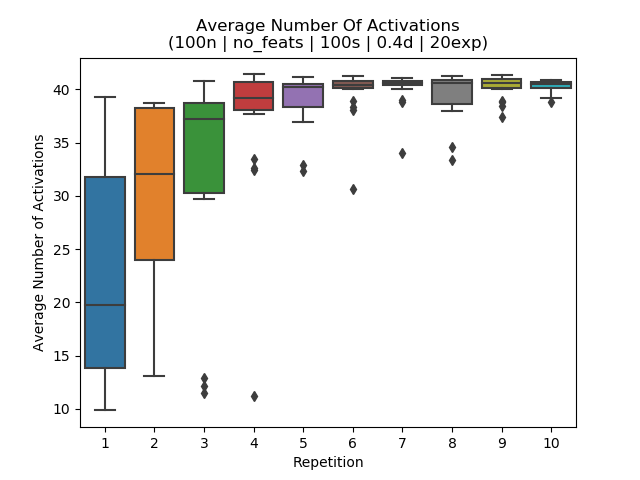 Average Number Of Activations
(100n | no_feats | 100s | 0.4d | 20exp)
Average Number of Activations
40
35
30
25
20
15
10
1 2 3 4 5 6 7 8 9 10
Repetition